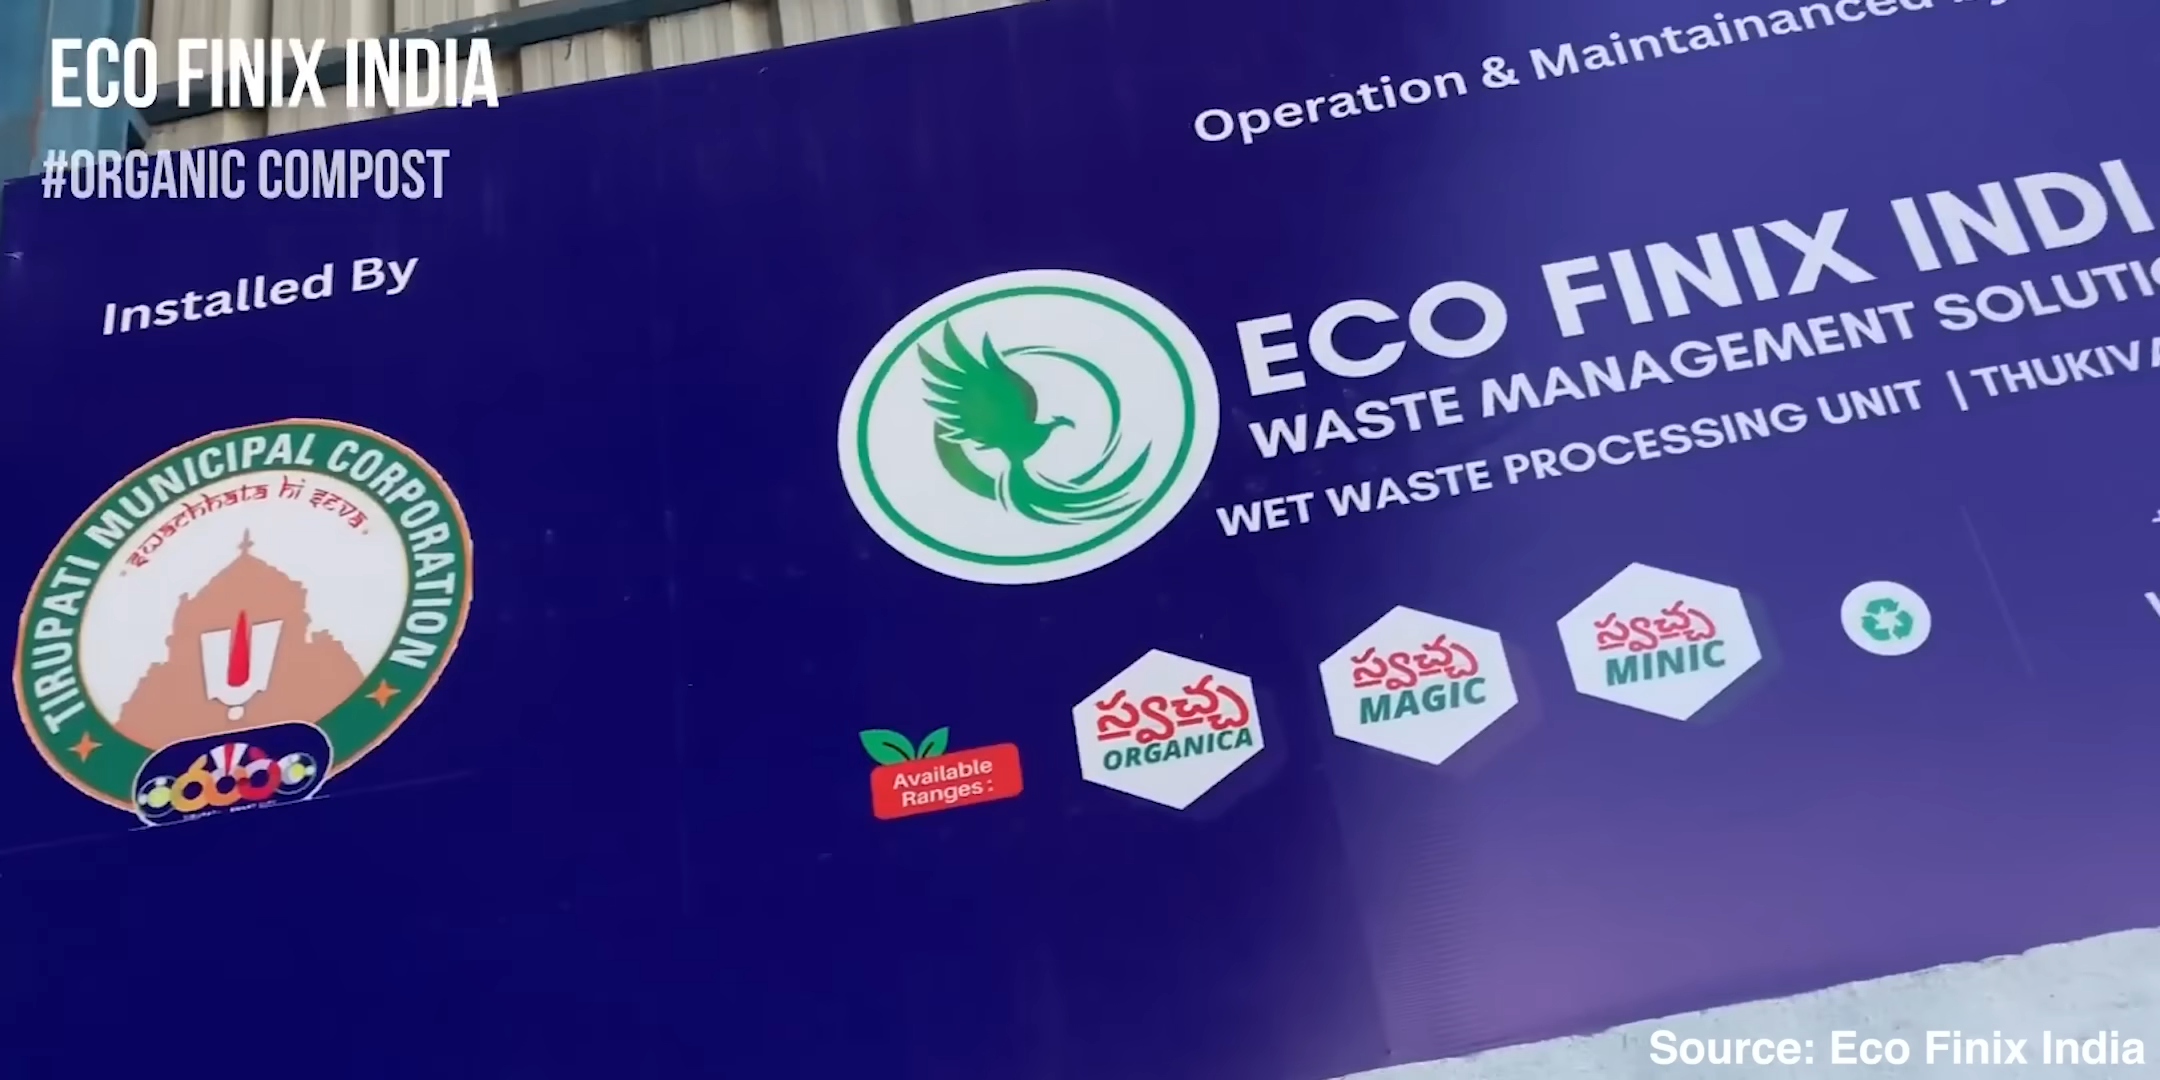 ECO FINIX INDIA
#ORGANIC COMPOST
Operation & Maintainanced
Installed By
ECO FINIX INDI
WASTE MANAGEMENT SOLUTIO
WET WASTE PROCESSING UNIT | THUKIVA
TIRUPATI MUNICIPAL CORPORATION
"swachhata hi seva"
Available
Ranges :
స్వచ్ఛ
ORGANICA
స్వచ్ఛ
MAGIC
స్వచ్ఛ
MINIC
Source: Eco Finix India